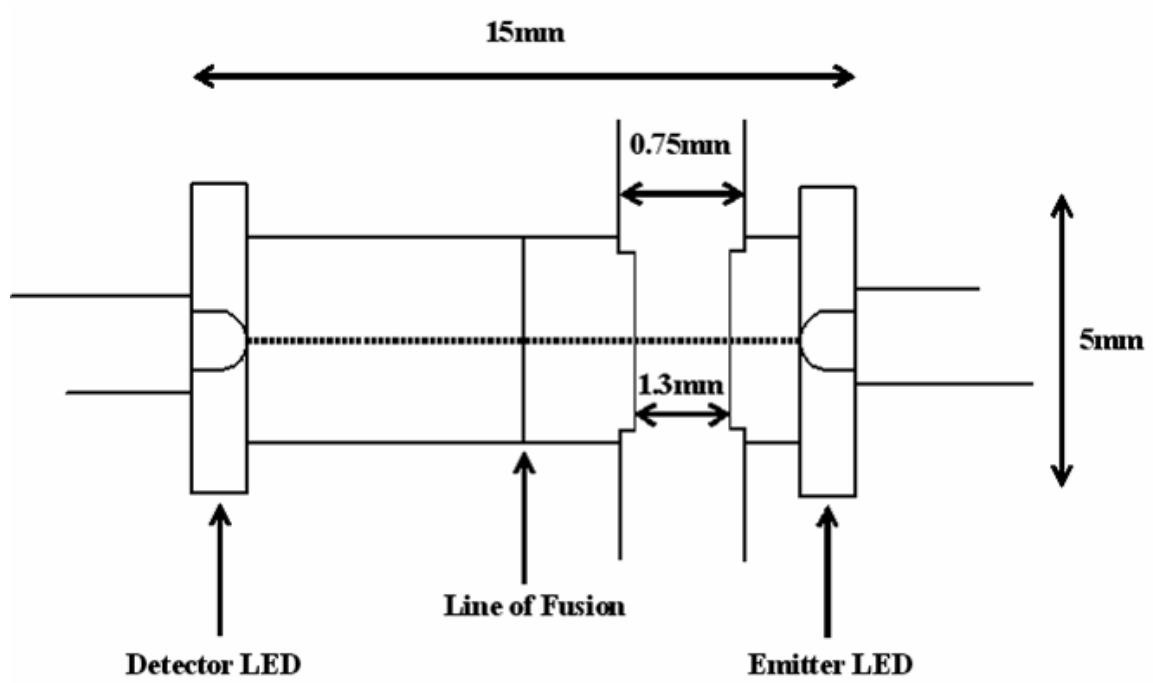 15mm
0.75mm
5mm
1.3mm
Line of Fusion
Detector LED
Emitter LED